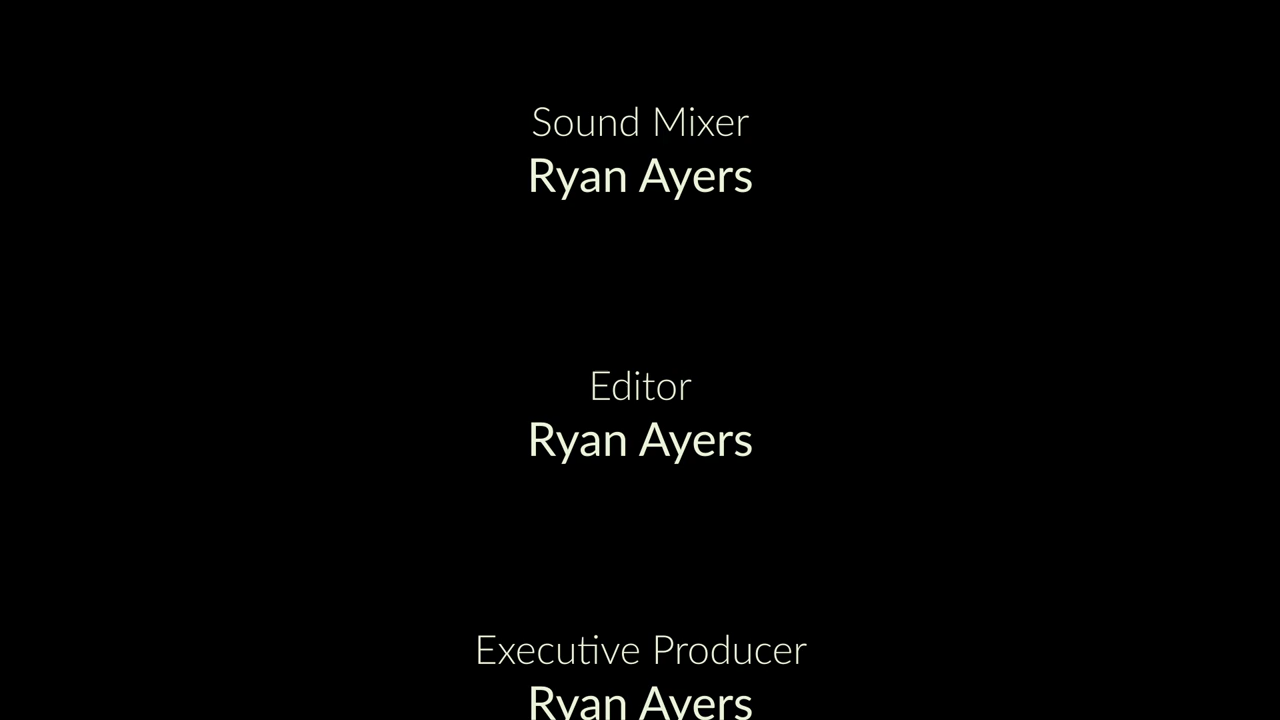 Sound Mixer
Ryan Ayers
Editor
Ryan Ayers
Executive Producer
Ryan Ayers